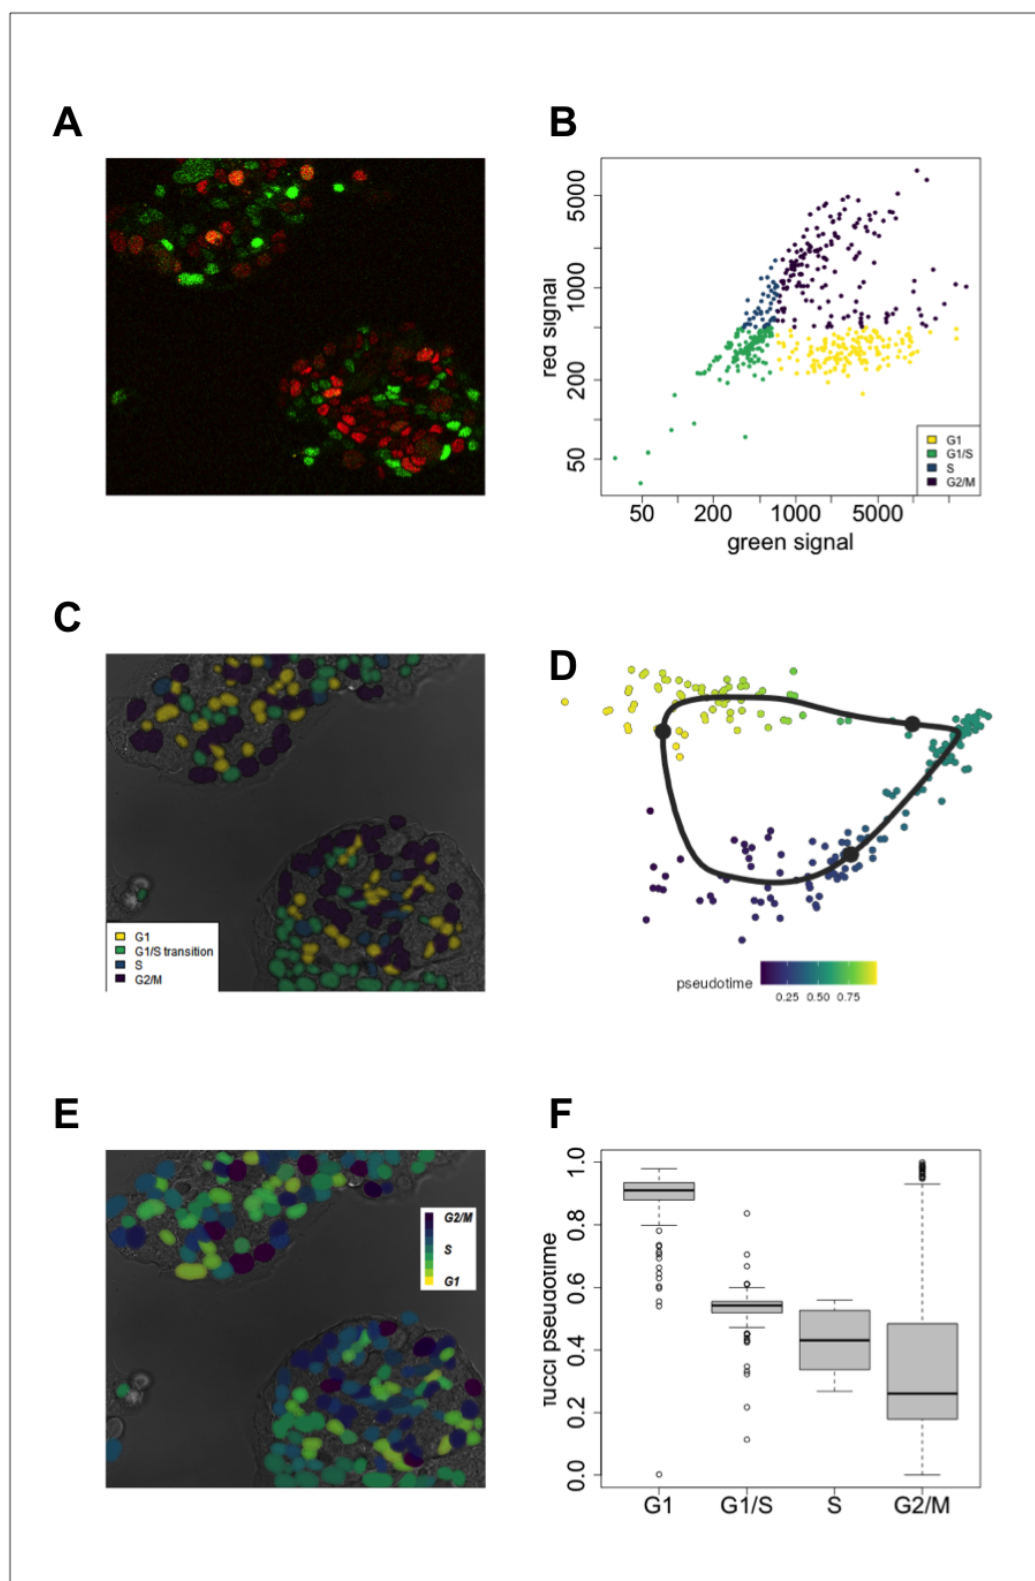 A
B
5000
1000
200
50
red signal
G1
G1/S
S
G2/M
50
200
1000
5000
green signal
C
G1
G1/S transition
S
G2/M
D
pseudotime
0.25
0.50
0.75
E
G2/M
S
G1
F
1.0
0.8
0.6
0.4
0.2
0.0
fucci pseudotime
G1
G1/S
S
G2/M